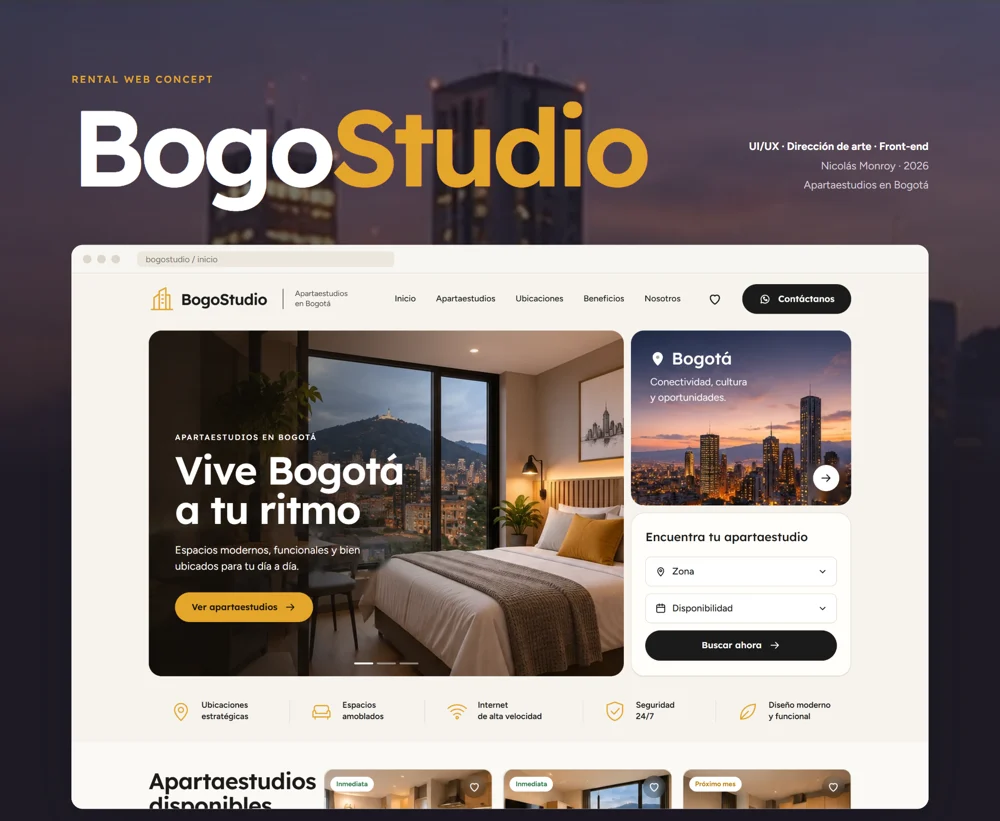 RENTAL WEB CONCEPT
BogoStudio
UI/UX · Dirección de arte · Front-end
Nicolás Monroy · 2026
Apartaestudios en Bogotá
bogostudio / inicio
BogoStudio
Apartaestudios
en Bogotá
Inicio
Apartaestudios
Ubicaciones
Beneficios
Nosotros
Contáctanos
APARTAESTUDIOS EN BOGOTÁ
Vive Bogotá
a tu ritmo
Espacios modernos, funcionales y bien
ubicados para tu día a día.
Ver apartaestudios
Bogotá
Conectividad, cultura
y oportunidades.
Encuentra tu apartaestudio
Zona
Disponibilidad
Buscar ahora
Ubicaciones
estratégicas
Espacios
amoblados
Internet
de alta velocidad
Seguridad
24/7
Diseño moderno
y funcional
Apartaestudios
disponibles
Inmediata
Inmediata
Próximo mes